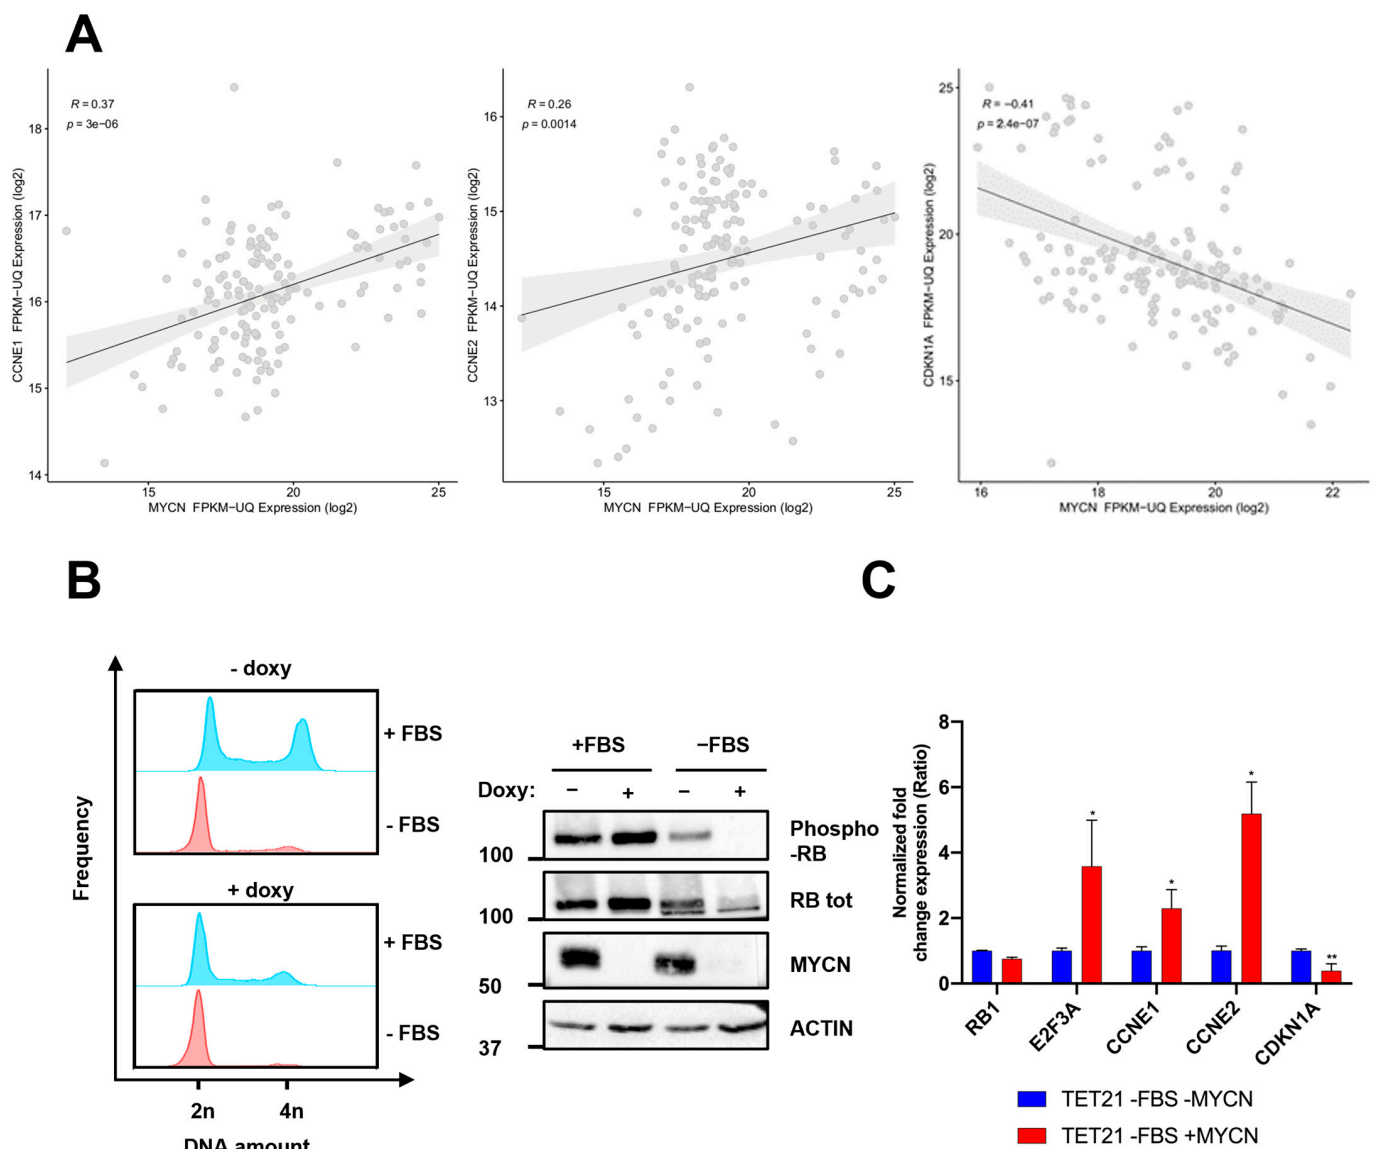 A
R = 0.37
p = 3e−06
18
17
16
15
14
15
20
25
CCNE1 FPKM−UQ Expression (log2)
MYCN FPKM−UQ Expression (log2)
R = 0.26
p = 0.0014
16
15
14
13
15
20
25
CCNE2 FPKM−UQ Expression (log2)
MYCN FPKM−UQ Expression (log2)
R = −0.41
p = 2.4e−07
25
20
15
16
18
20
22
CDKN1A FPKM−UQ Expression (log2)
MYCN FPKM−UQ Expression (log2)
B
Frequency
- doxy
+ FBS
- FBS
+ doxy
+ FBS
- FBS
2n
4n
DNA amount
+FBS
−FBS
Doxy:
−
+
−
+
Phospho
-RB
100
RB tot
100
MYCN
50
ACTIN
37
C
Normalized fold
change expression (Ratio)
8
6
4
2
0
*
*
*
**
RB1
E2F3A
CCNE1
CCNE2
CDKN1A
TET21 -FBS -MYCN
TET21 -FBS +MYCN